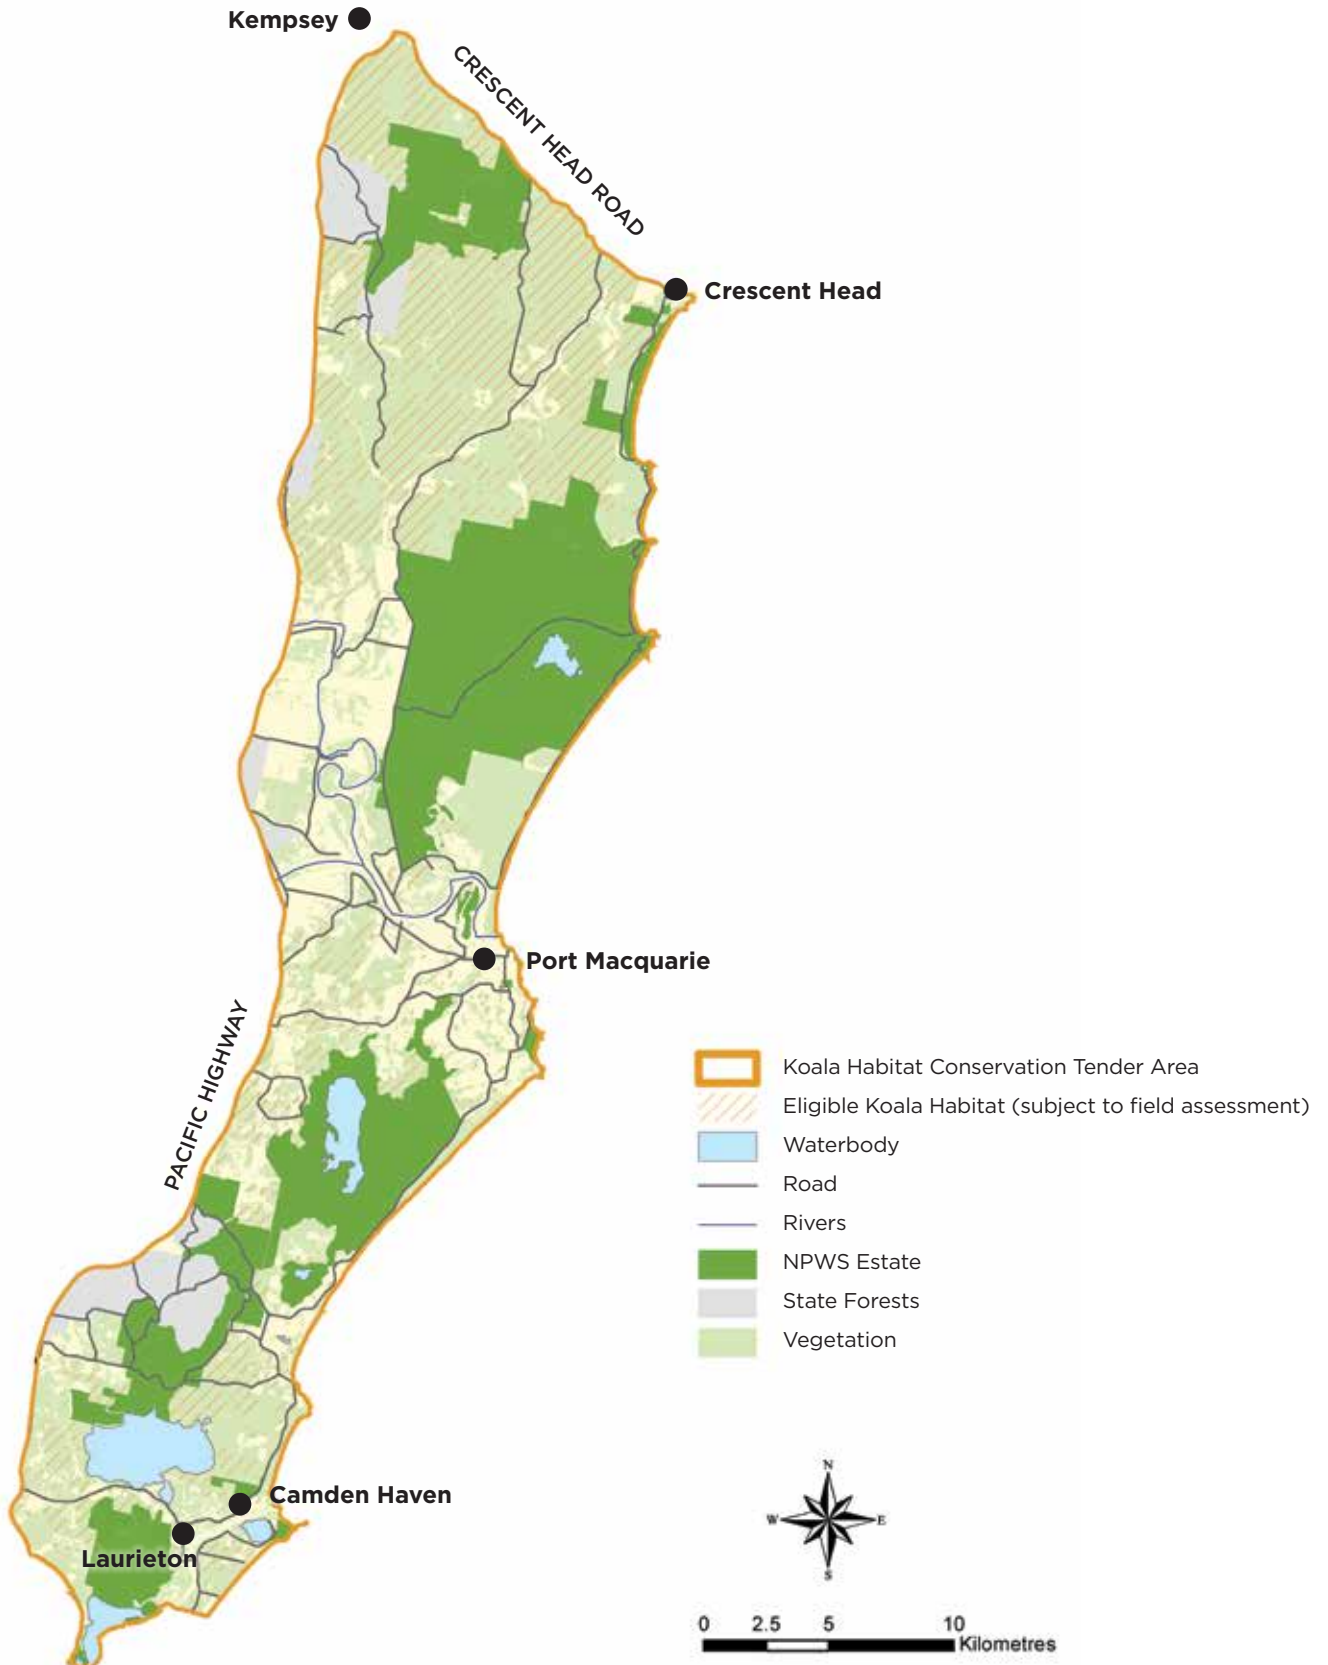 Kempsey
CRESCENT HEAD ROAD
Crescent Head
Port Macquarie
PACIFIC HIGHWAY
Koala Habitat Conservation Tender Area
Eligible Koala Habitat (subject to field assessment)
Waterbody
Road
Rivers
NPWS Estate
State Forests
Vegetation
Camden Haven
Laurieton
N
W E
S
0 2.5 5 10
Kilometres